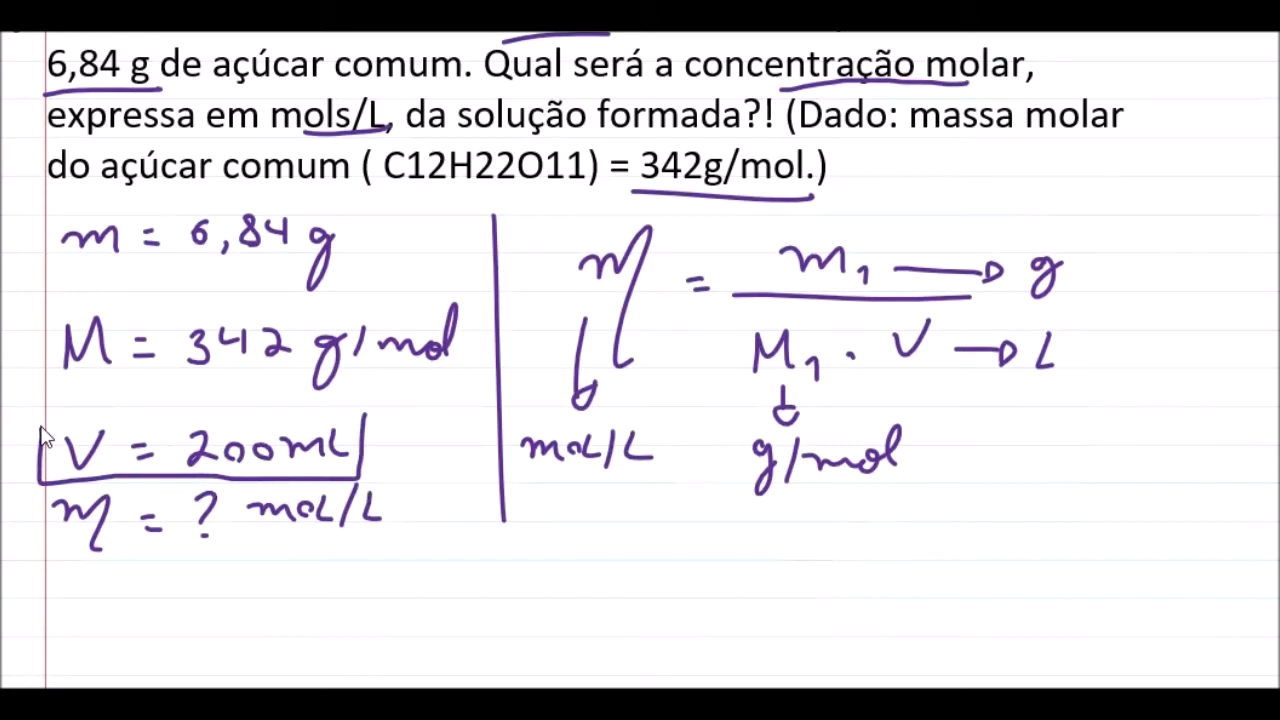 6,84 g de açúcar comum. Qual será a concentração molar,
expressa em mols/L, da solução formada?! (Dado: massa molar
do açúcar comum ( C12H22O11) = 342g/mol.)
m = 6,84 g
M = 342 g/mol
V = 200mL
m = ? moL/L
m = m1 → g
M1 . V → L
moL/L g/mol